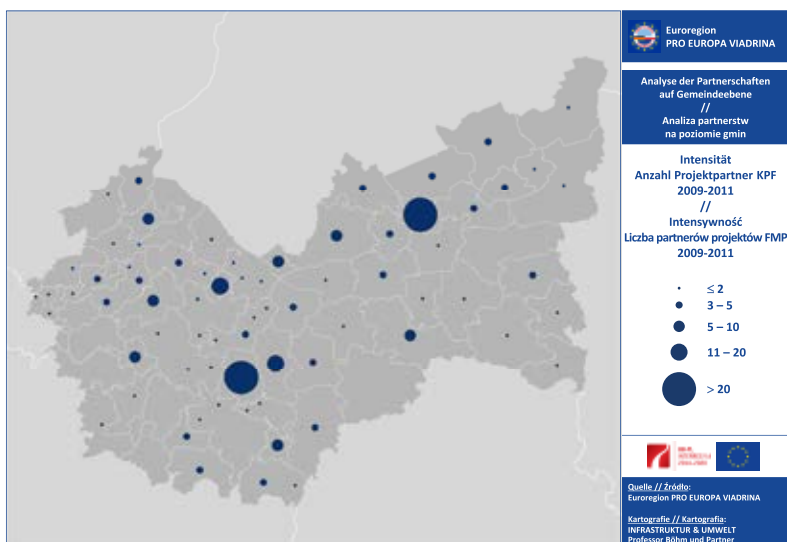 Euroregion
PRO EUROPA VIADRINA
Analyse der Partnerschaften
auf Gemeindeebene
//
Analiza partnerstw
na poziomie gmin
Intensität
Anzahl Projektpartner KPF
2009-2011
//
Intensywność
Liczba partnerów projektów FMP
2009-2011
≤ 2
3 – 5
5 – 10
11 – 20
> 20
Quelle // Źródło:
Euroregion PRO EUROPA VIADRINA
Kartografie // Kartografia:
INFRASTRUKTUR & UMWELT
Professor Böhm und Partner